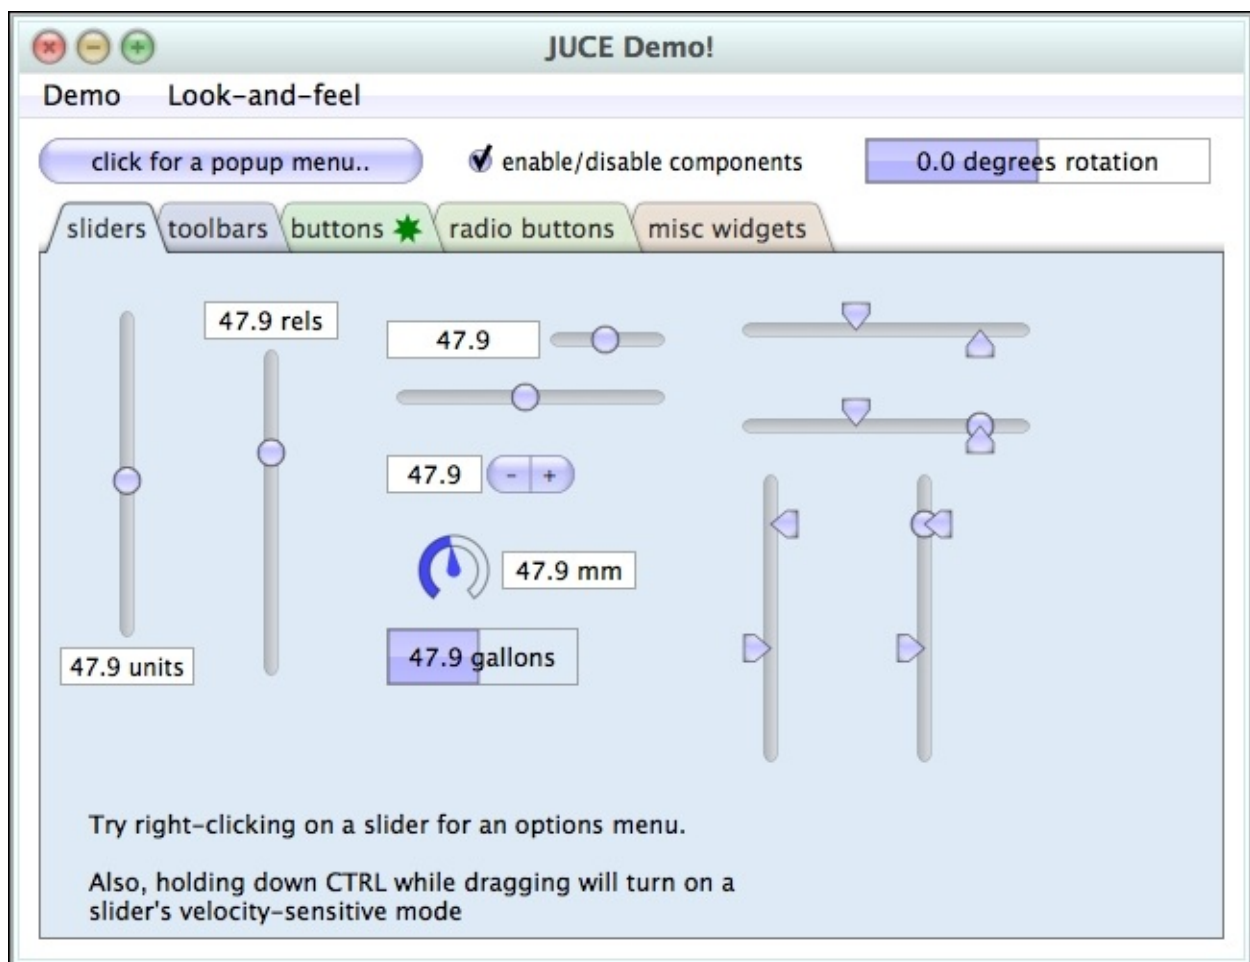 JUCE Demo!
Demo Look-and-feel
click for a popup menu.. enable/disable components 0.0 degrees rotation
sliders toolbars buttons radio buttons misc widgets
47.9 rels
47.9
47.9 - +
47.9 mm
47.9 gallons
47.9 units
Try right-clicking on a slider for an options menu.
Also, holding down CTRL while dragging will turn on a
slider's velocity-sensitive mode